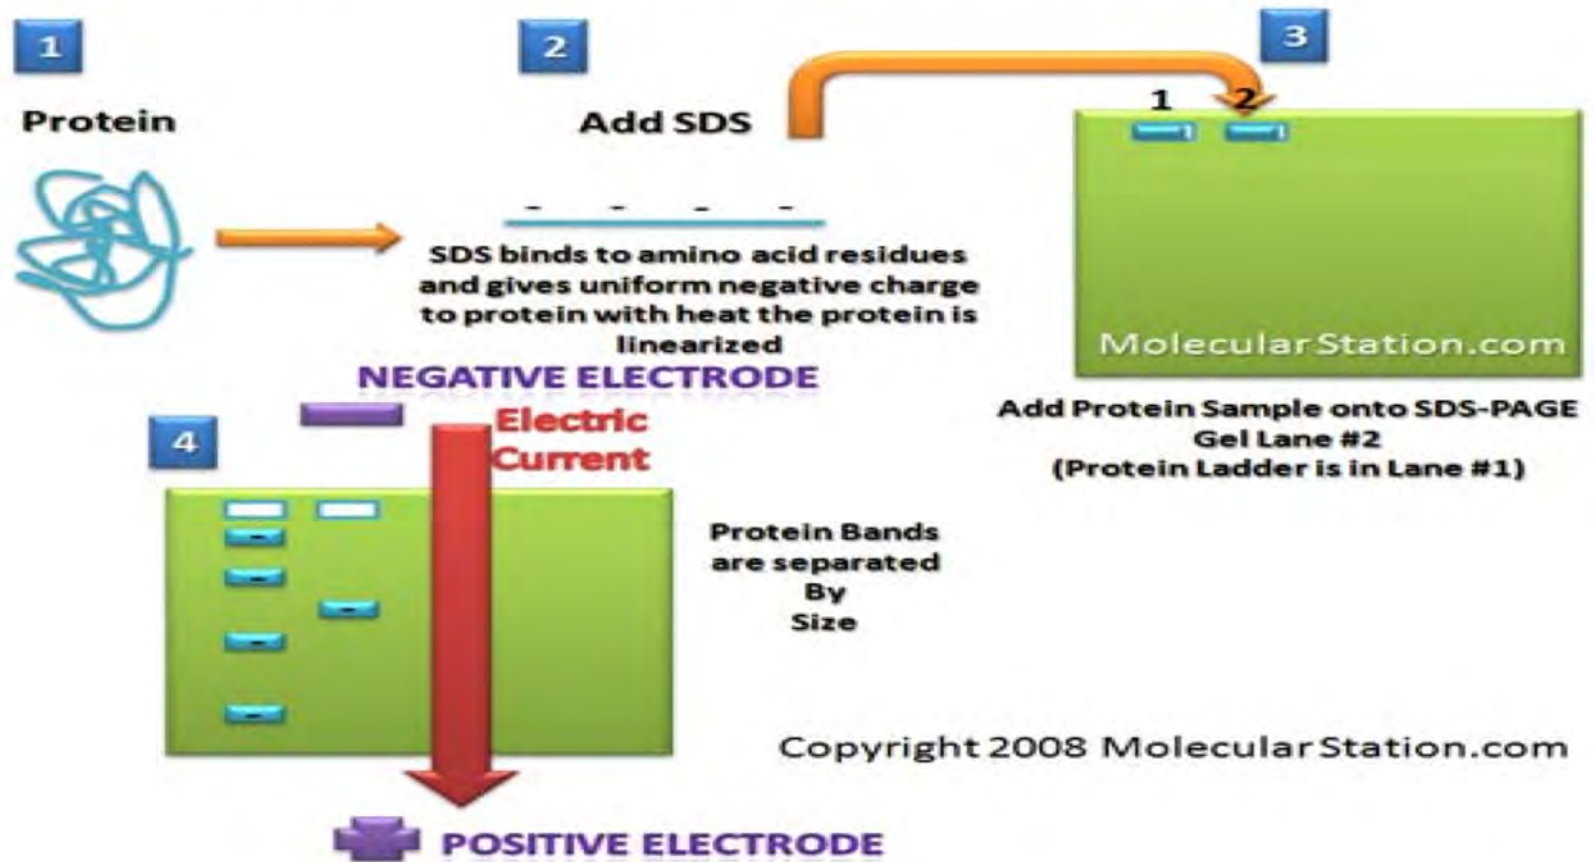 1
Protein
2
Add SDS
- - - -
SDS binds to amino acid residues
and gives uniform negative charge
to protein with heat the protein is
linearized
3
1 2
MolecularStation.com
Add Protein Sample onto SDS-PAGE
Gel Lane #2
(Protein Ladder is in Lane #1)
4
NEGATIVE ELECTRODE
Electric
Current
-
-
-
-
-
Protein Bands
are separated
By
Size
POSITIVE ELECTRODE
Copyright 2008 MolecularStation.com